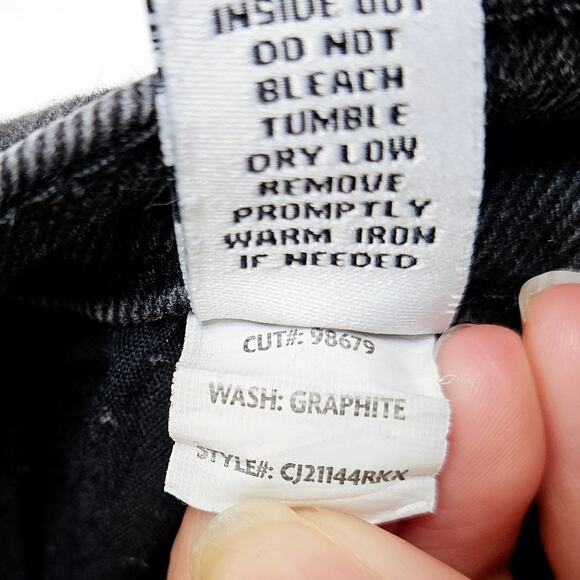 INSIDE OUT
DO NOT
BLEACH
TUMBLE
DRY LOW
REMOVE
PROMPTLY
WARM IRON
IF NEEDED
CUT#: 98679
WASH: GRAPHITE
STYLE#: CJ21144RKX